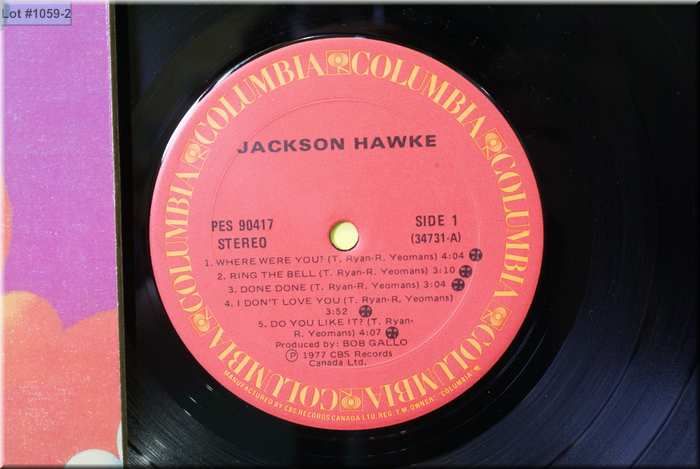 Lot #1059-2
COLUMBIA COLUMBIA COLUMBIA COLUMBIA COLUMBIA COLUMBIA
JACKSON HAWKE
PES 90417
STEREO
SIDE 1
(34731-A)
1. WHERE WERE YOU? (T. Ryan-R. Yeomans) 4:04
2. RING THE BELL (T. Ryan-R. Yeomans) 3:10
3. DONE DONE (T. Ryan-R. Yeomans) 3:04
4. I DON'T LOVE YOU (T. Ryan-R. Yeomans)
3:52
5. DO YOU LIKE IT? (T. Ryan-
R. Yeomans) 4:07
Produced by: BOB GALLO
Ⓟ 1977 CBS Records
Canada Ltd.
MANUFACTURED BY CBS RECORDS CANADA LTD. REG. T.M. OWNER. "COLUMBIA"